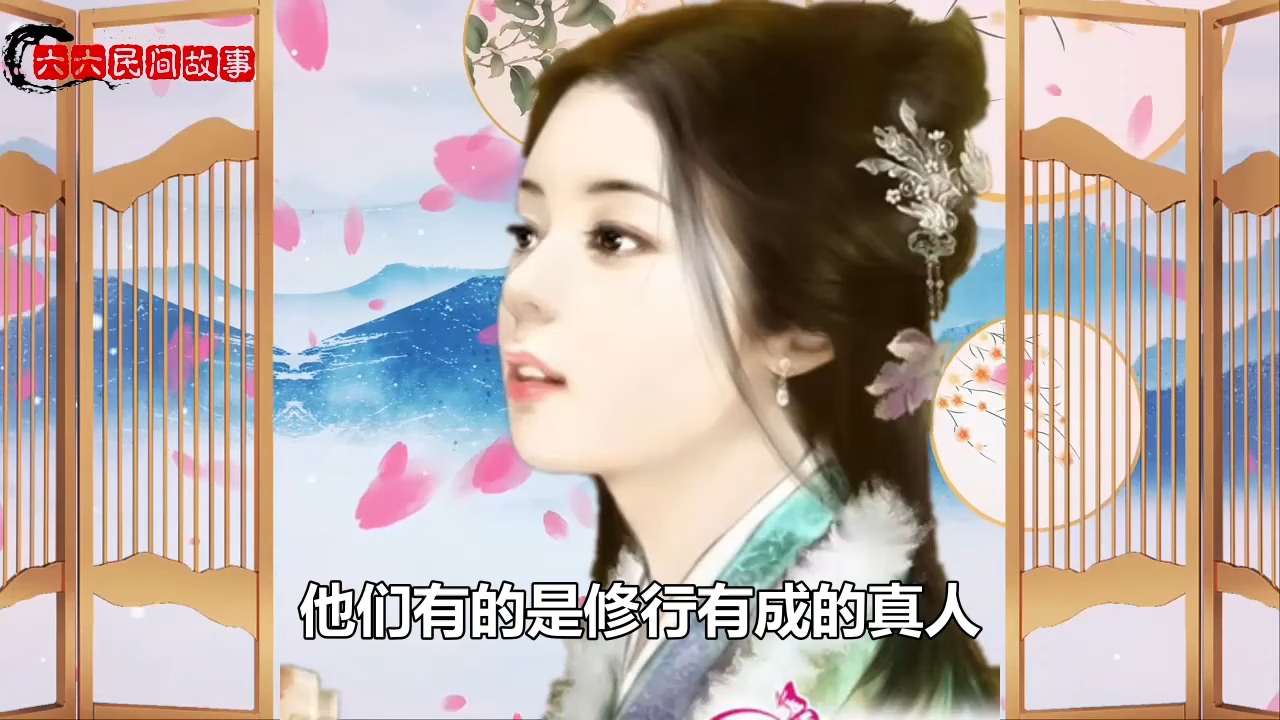 六六民间故事
他们有的是修行有成的真人